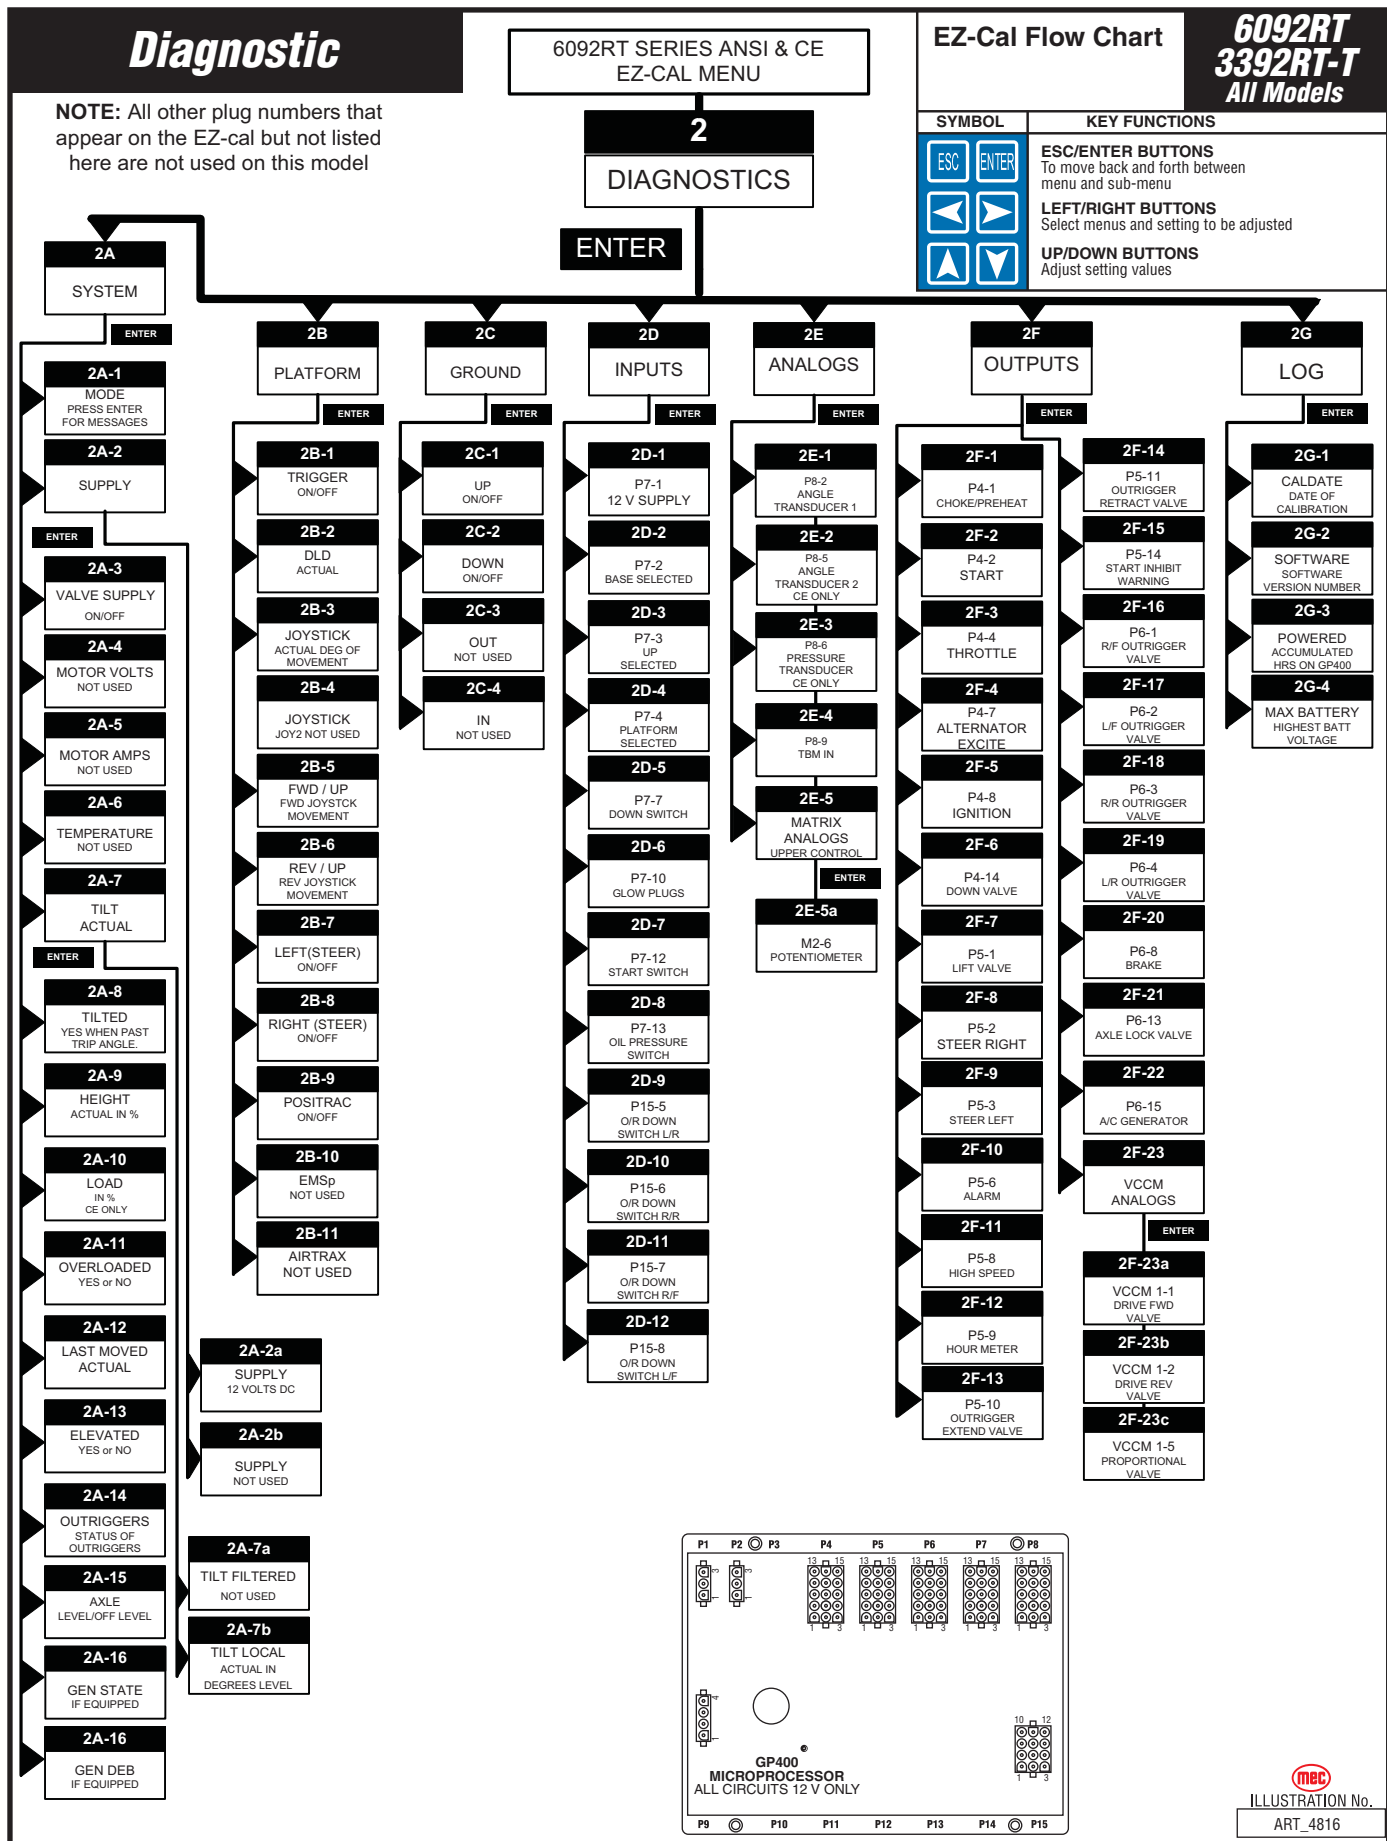 Diagnostic
6092RT SERIES ANSI & CE
EZ-CAL MENU
EZ-Cal Flow Chart
6092RT
3392RT-T
All Models
NOTE: All other plug numbers that
appear on the EZ-cal but not listed
here are not used on this model
2
DIAGNOSTICS
ENTER
SYMBOL
KEY FUNCTIONS
ESC
ENTER
ESC/ENTER BUTTONS
To move back and forth between
menu and sub-menu
LEFT/RIGHT BUTTONS
Select menus and setting to be adjusted
UP/DOWN BUTTONS
Adjust setting values
2A
SYSTEM
ENTER
2A-1
MODE
PRESS ENTER
FOR MESSAGES
2A-2
SUPPLY
ENTER
2A-3
VALVE SUPPLY
ON/OFF
2A-4
MOTOR VOLTS
NOT USED
2A-5
MOTOR AMPS
NOT USED
2A-6
TEMPERATURE
NOT USED
2A-7
TILT
ACTUAL
ENTER
2A-8
TILTED
YES WHEN PAST
TRIP ANGLE.
2A-9
HEIGHT
ACTUAL IN %
2A-10
LOAD
IN %
CE ONLY
2A-11
OVERLOADED
YES or NO
2A-12
LAST MOVED
ACTUAL
2A-13
ELEVATED
YES or NO
2A-14
OUTRIGGERS
STATUS OF
OUTRIGGERS
2A-15
AXLE
LEVEL/OFF LEVEL
2A-16
GEN STATE
IF EQUIPPED
2A-16
GEN DEB
IF EQUIPPED
2A-2a
SUPPLY
12 VOLTS DC
2A-2b
SUPPLY
NOT USED
2A-7a
TILT FILTERED
NOT USED
2A-7b
TILT LOCAL
ACTUAL IN
DEGREES LEVEL
2B
PLATFORM
ENTER
2B-1
TRIGGER
ON/OFF
2B-2
DLD
ACTUAL
2B-3
JOYSTICK
ACTUAL DEG OF
MOVEMENT
2B-4
JOYSTICK
JOY2 NOT USED
2B-5
FWD / UP
FWD JOYSTCK
MOVEMENT
2B-6
REV / UP
REV JOYSTICK
MOVEMENT
2B-7
LEFT(STEER)
ON/OFF
2B-8
RIGHT (STEER)
ON/OFF
2B-9
POSITRAC
ON/OFF
2B-10
EMSp
NOT USED
2B-11
AIRTRAX
NOT USED
2C
GROUND
ENTER
2C-1
UP
ON/OFF
2C-2
DOWN
ON/OFF
2C-3
OUT
NOT USED
2C-4
IN
NOT USED
2D
INPUTS
ENTER
2D-1
P7-1
12 V SUPPLY
2D-2
P7-2
BASE SELECTED
2D-3
P7-3
UP
SELECTED
2D-4
P7-4
PLATFORM
SELECTED
2D-5
P7-7
DOWN SWITCH
2D-6
P7-10
GLOW PLUGS
2D-7
P7-12
START SWITCH
2D-8
P7-13
OIL PRESSURE
SWITCH
2D-9
P15-5
O/R DOWN
SWITCH L/R
2D-10
P15-6
O/R DOWN
SWITCH R/R
2D-11
P15-7
O/R DOWN
SWITCH R/F
2D-12
P15-8
O/R DOWN
SWITCH L/F
2E
ANALOGS
ENTER
2E-1
P8-2
ANGLE
TRANSDUCER 1
2E-2
P8-5
ANGLE
TRANSDUCER 2
CE ONLY
2E-3
P8-6
PRESSURE
TRANSDUCER
CE ONLY
2E-4
P8-9
TBM IN
2E-5
MATRIX
ANALOGS
UPPER CONTROL
ENTER
2E-5a
M2-6
POTENTIOMETER
2F
OUTPUTS
ENTER
2F-1
P4-1
CHOKE/PREHEAT
2F-2
P4-2
START
2F-3
P4-4
THROTTLE
2F-4
P4-7
ALTERNATOR
EXCITE
2F-5
P4-8
IGNITION
2F-6
P4-14
DOWN VALVE
2F-7
P5-1
LIFT VALVE
2F-8
P5-2
STEER RIGHT
2F-9
P5-3
STEER LEFT
2F-10
P5-6
ALARM
2F-11
P5-8
HIGH SPEED
2F-12
P5-9
HOUR METER
2F-13
P5-10
OUTRIGGER
EXTEND VALVE
2F-14
P5-11
OUTRIGGER
RETRACT VALVE
2F-15
P5-14
START INHIBIT
WARNING
2F-16
P6-1
R/F OUTRIGGER
VALVE
2F-17
P6-2
L/F OUTRIGGER
VALVE
2F-18
P6-3
R/R OUTRIGGER
VALVE
2F-19
P6-4
L/R OUTRIGGER
VALVE
2F-20
P6-8
BRAKE
2F-21
P6-13
AXLE LOCK VALVE
2F-22
P6-15
A/C GENERATOR
2F-23
VCCM
ANALOGS
ENTER
2F-23a
VCCM 1-1
DRIVE FWD
VALVE
2F-23b
VCCM 1-2
DRIVE REV
VALVE
2F-23c
VCCM 1-5
PROPORTIONAL
VALVE
2G
LOG
ENTER
2G-1
CALDATE
DATE OF
CALIBRATION
2G-2
SOFTWARE
SOFTWARE
VERSION NUMBER
2G-3
POWERED
ACCUMULATED
HRS ON GP400
2G-4
MAX BATTERY
HIGHEST BATT
VOLTAGE
P1 P2 P3 P4 P5 P6 P7 P8
13 15 13 15 13 15 13 15 13 15
3 3
1 1
1 3 1 3 1 3 1 3 1 3
4
1
10 12
1 3
GP400
MICROPROCESSOR
ALL CIRCUITS 12 V ONLY
P9 P10 P11 P12 P13 P14 P15
mec
ILLUSTRATION No.
ART_4816